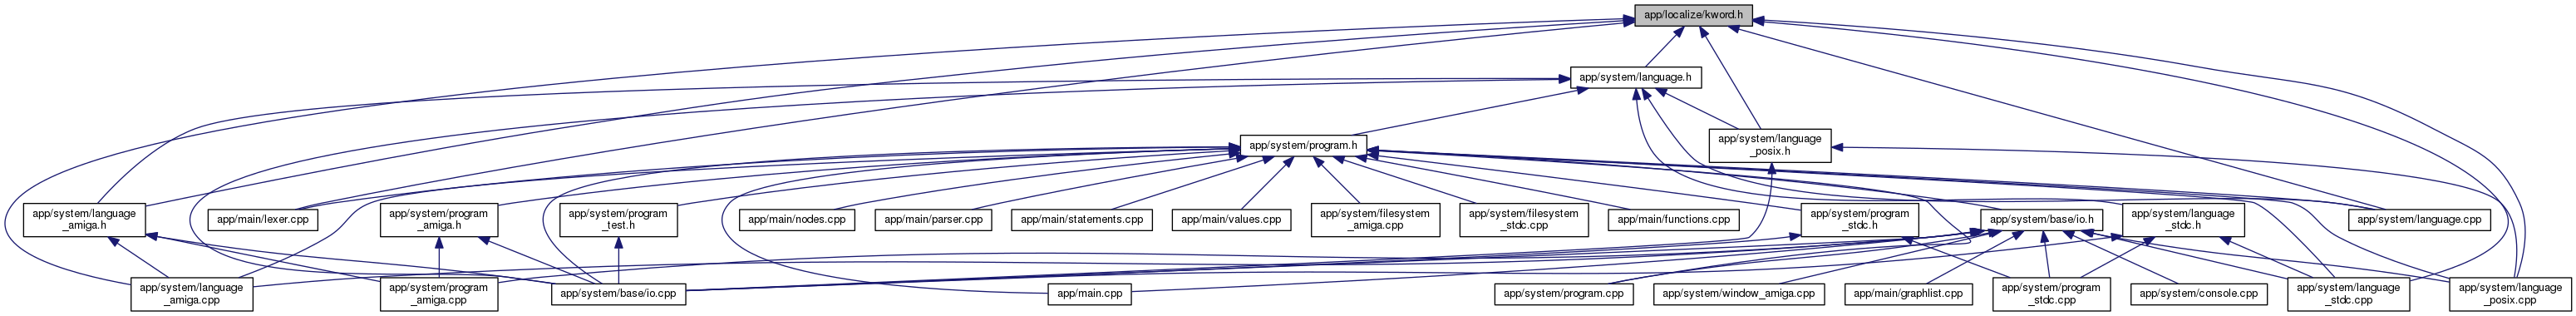 app/localize/kword.h
app/system/language.h
app/system/program.h
app/system/language
_posix.h
app/system/language
_amiga.h
app/main/lexer.cpp
app/system/program
_amiga.h
app/system/program
_test.h
app/main/nodes.cpp
app/main/parser.cpp
app/main/statements.cpp
app/main/values.cpp
app/system/filesystem
_amiga.cpp
app/system/filesystem
_stdc.cpp
app/main/functions.cpp
app/system/program
_stdc.h
app/system/base/io.h
app/system/language
_stdc.h
app/system/language.cpp
app/system/language
_amiga.cpp
app/system/program
_amiga.cpp
app/system/base/io.cpp
app/main.cpp
app/system/program.cpp
app/system/window_amiga.cpp
app/main/graphlist.cpp
app/system/program
_stdc.cpp
app/system/console.cpp
app/system/language
_stdc.cpp
app/system/language
_posix.cpp